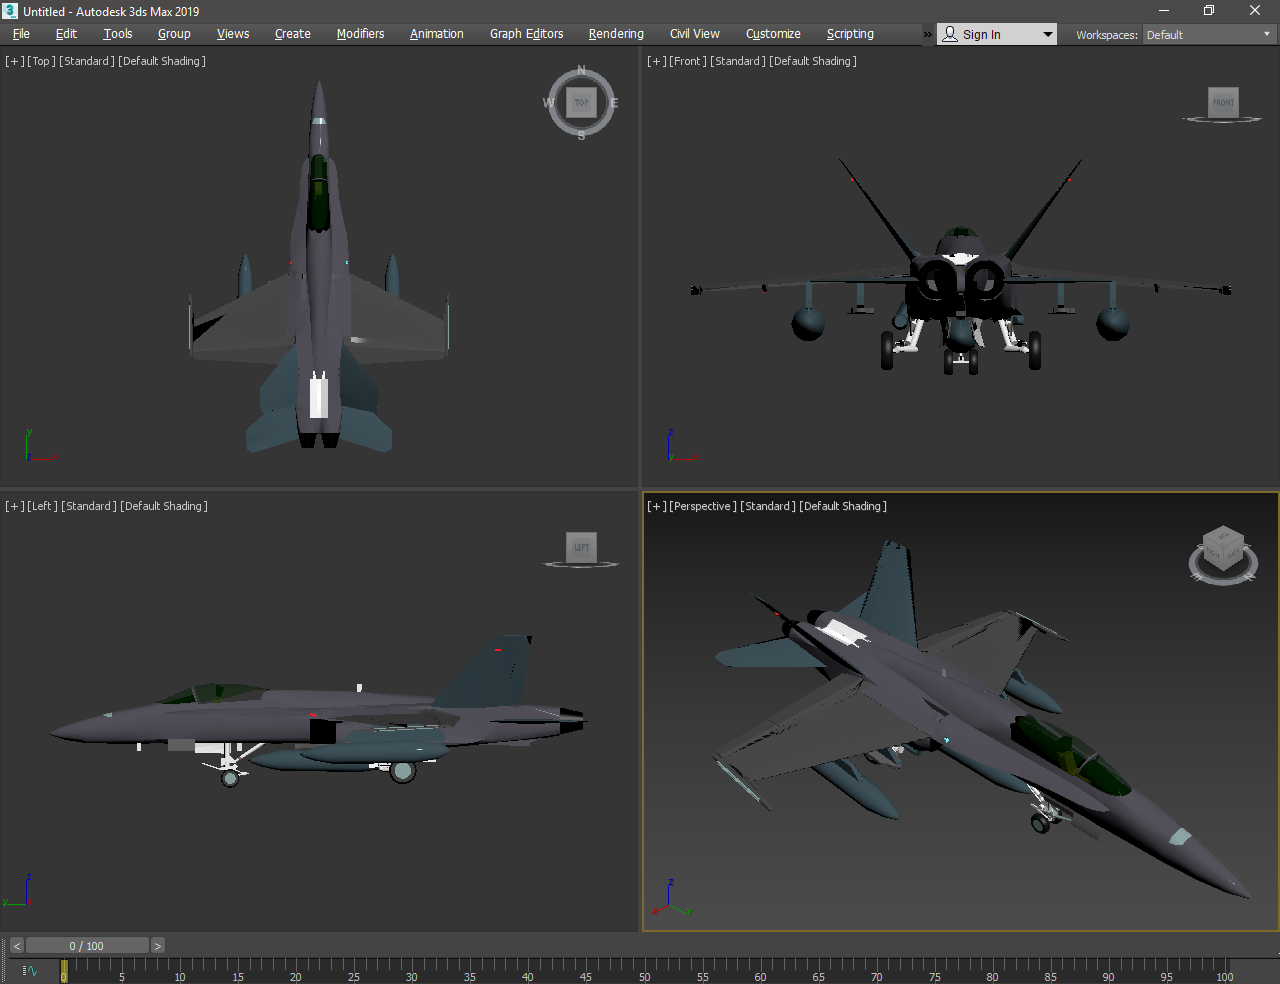 3 Untitled - Autodesk 3ds Max 2019
File Edit Tools Group Views Create Modifiers Animation Graph Editors Rendering Civil View Customize Scripting » Sign In Workspaces: Default
[+] [Top] [Standard] [Default Shading]
N
W TOP E
S
y
z x
[+] [Front] [Standard] [Default Shading]
FRONT
z
y x
[+] [Left] [Standard] [Default Shading]
LEFT
z
y
[+] [Perspective] [Standard] [Default Shading]
z
x y
< 0 / 100 >
0 5 10 15 20 25 30 35 40 45 50 55 60 65 70 75 80 85 90 95 100